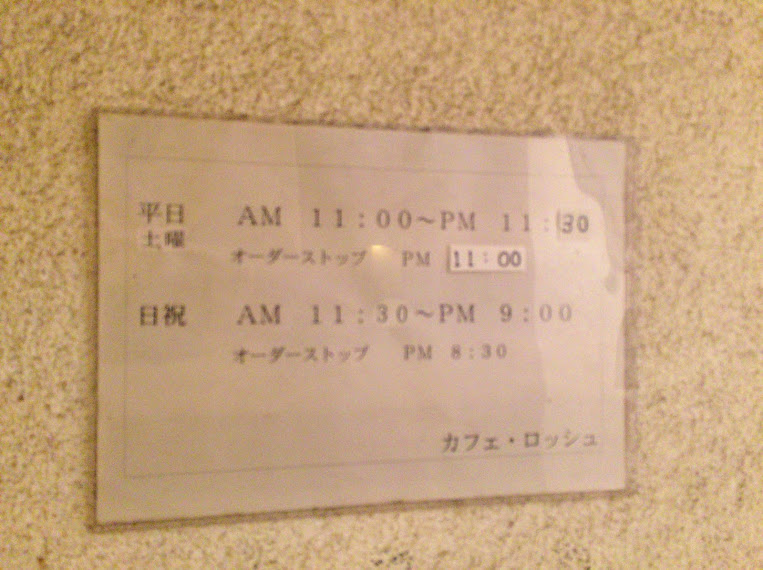 平日 AM 11:00～PM 11:30
土曜 オーダーストップ PM 11:00
日祝 AM 11:30～PM 9:00
オーダーストップ PM 8:30
カフェ・ロッシュ